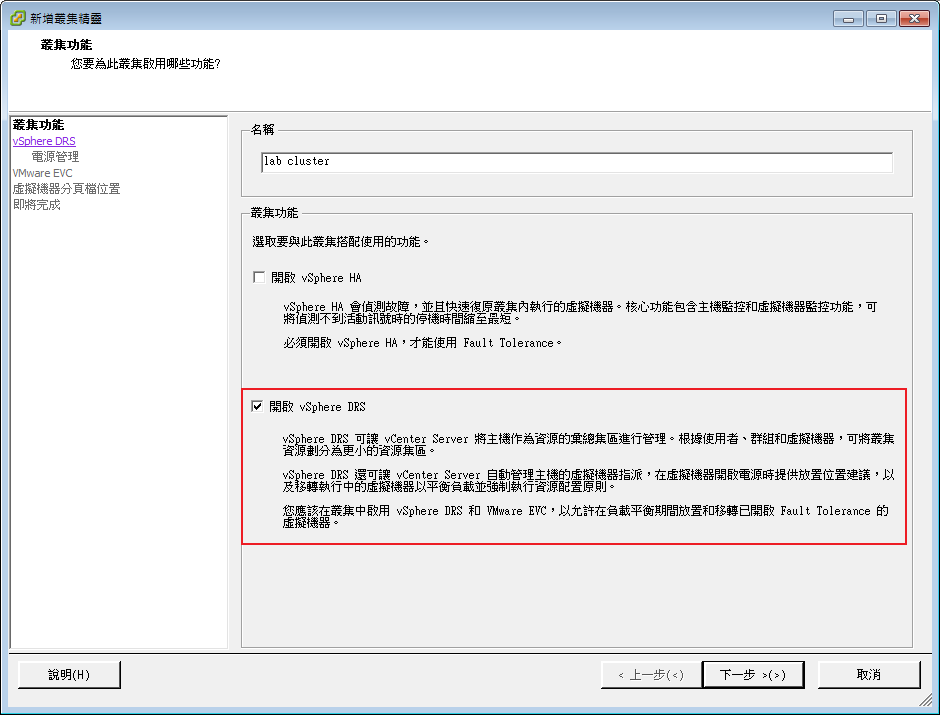 新增叢集精靈
叢集功能
您要為此叢集啟用哪些功能?
叢集功能
vSphere DRS
電源管理
VMware EVC
虛擬機器分頁檔位置
即將完成
名稱
lab cluster
叢集功能
選取要與此叢集搭配使用的功能。
開啟 vSphere HA
vSphere HA 會偵測故障，並且快速復原叢集內執行的虛擬機器。核心功能包含主機監控和虛擬機器監控功能，可
將偵測不到活動訊號時的停機時間縮至最短。
必須開啟 vSphere HA，才能使用 Fault Tolerance。
開啟 vSphere DRS
vSphere DRS 可讓 vCenter Server 將主機作為資源的彙總集區進行管理。根據使用者、群組和虛擬機器，可將叢集
資源劃分為更小的資源集區。
vSphere DRS 還可讓 vCenter Server 自動管理主機的虛擬機器指派，在虛擬機器開啟電源時提供放置位置建議，以
及移轉執行中的虛擬機器以平衡負載並強制執行資源配置原則。
您應該在叢集中啟用 vSphere DRS 和 VMware EVC，以允許在負載平衡期間放置和移轉已開啟 Fault Tolerance 的
虛擬機器。
說明(H)
< 上一步(<)
下一步 >(>)
取消